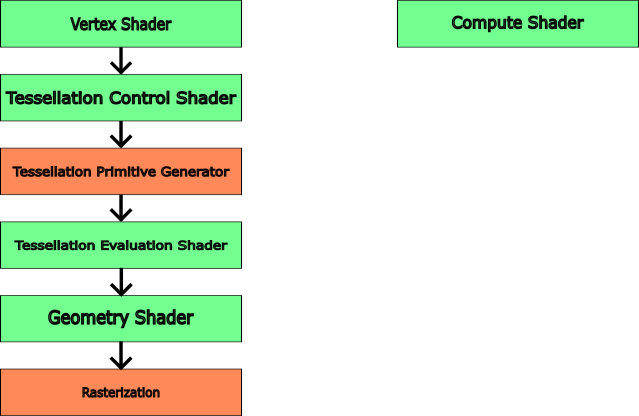 Vertex Shader
Compute Shader
Tessellation Control Shader
Tessellation Primitive Generator
Tessellation Evaluation Shader
Geometry Shader
Rasterization